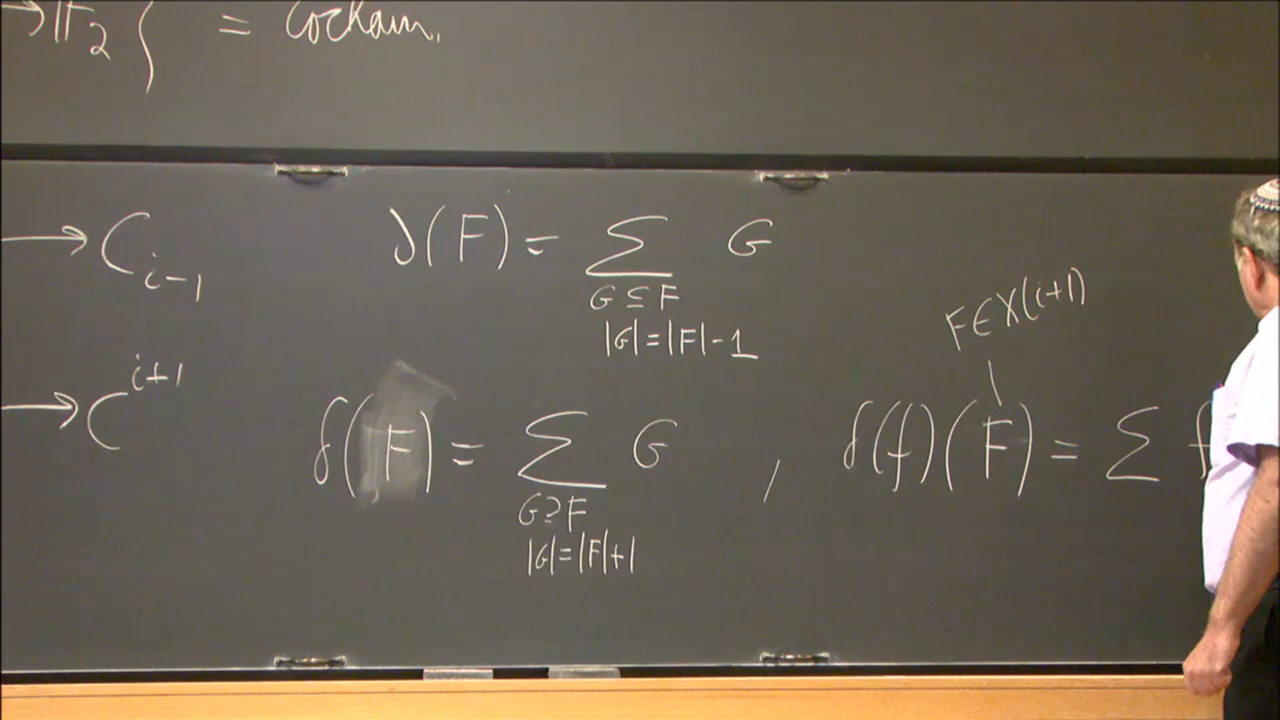 → 𝔽₂ } = Cochain.
→ C_{i-1} ∂(F) = ∑_{G⊆F |G|=|F|-1} G
F∈X(i+1)
→ C^{i+1} δ(F) = ∑_{G⊇F |G|=|F|+1} G , δ(f)(F) = ∑ f